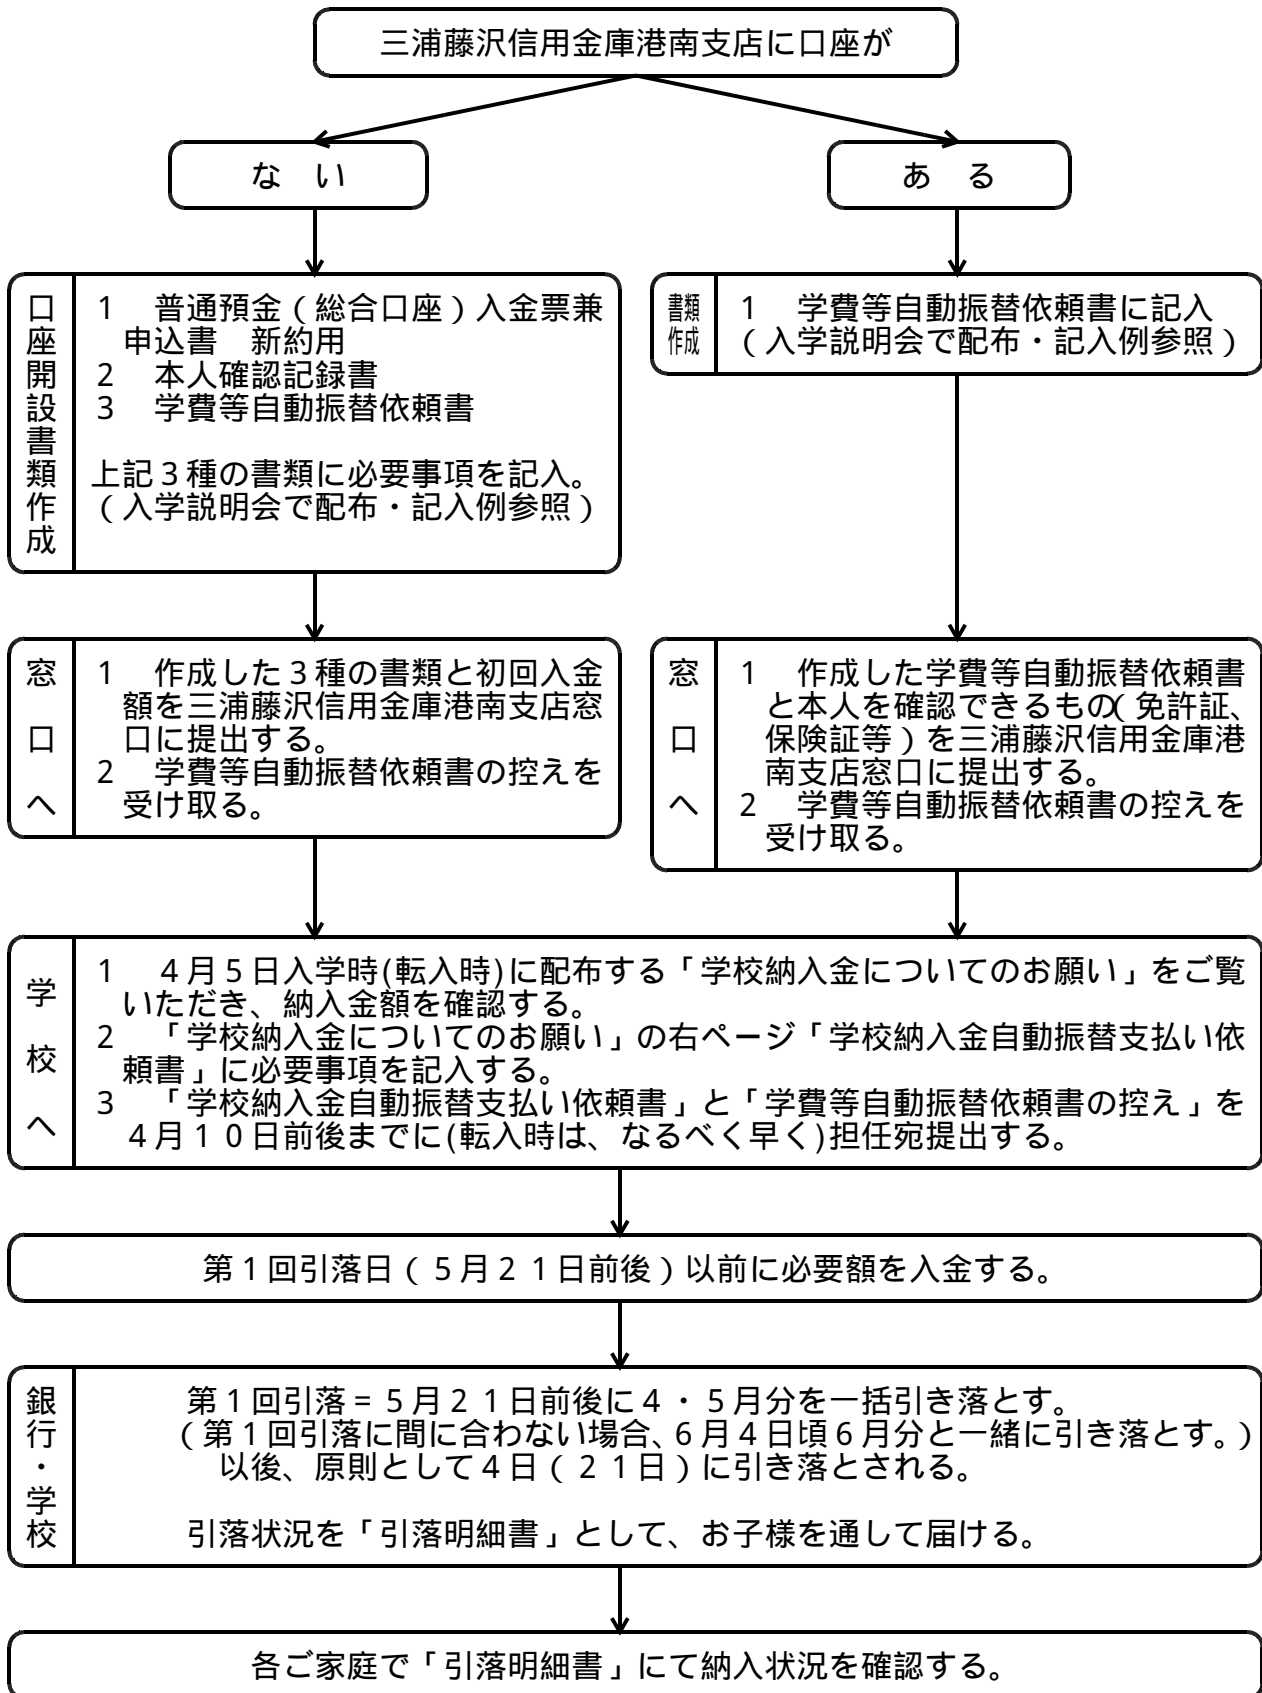 三浦藤沢信用金庫港南支店に口座が
な　い
あ　る
口座開設書類作成
1　普通預金（総合口座）入金票兼
申込書　新約用
2　本人確認記録書
3　学費等自動振替依頼書
上記３種の書類に必要事項を記入。
（入学説明会で配布・記入例参照）
書類
作成
1　学費等自動振替依頼書に記入
（入学説明会で配布・記入例参照）
窓口へ
1　作成した３種の書類と初回入金
額を三浦藤沢信用金庫港南支店窓
口に提出する。
2　学費等自動振替依頼書の控えを
受け取る。
窓口へ
1　作成した学費等自動振替依頼書
と本人を確認できるもの（免許証、
保険証等）を三浦藤沢信用金庫港
南支店窓口に提出する。
2　学費等自動振替依頼書の控えを
受け取る。
学校へ
1　４月５日入学時(転入時)に配布する「学校納入金についてのお願い」をご覧
いただき、納入金額を確認する。
2　「学校納入金についてのお願い」の右ページ「学校納入金自動振替支払い依
頼書」に必要事項を記入する。
3　「学校納入金自動振替支払い依頼書」と「学費等自動振替依頼書の控え」を
４月１０日前後までに(転入時は、なるべく早く)担任宛提出する。
第１回引落日（５月２１日前後）以前に必要額を入金する。
銀行・学校
第１回引落＝５月２１日前後に４・５月分を一括引き落とす。
（第１回引落に間に合わない場合、６月４日頃６月分と一緒に引き落とす。）
以後、原則として４日（２１日）に引き落とされる。
引落状況を「引落明細書」として、お子様を通して届ける。
各ご家庭で「引落明細書」にて納入状況を確認する。